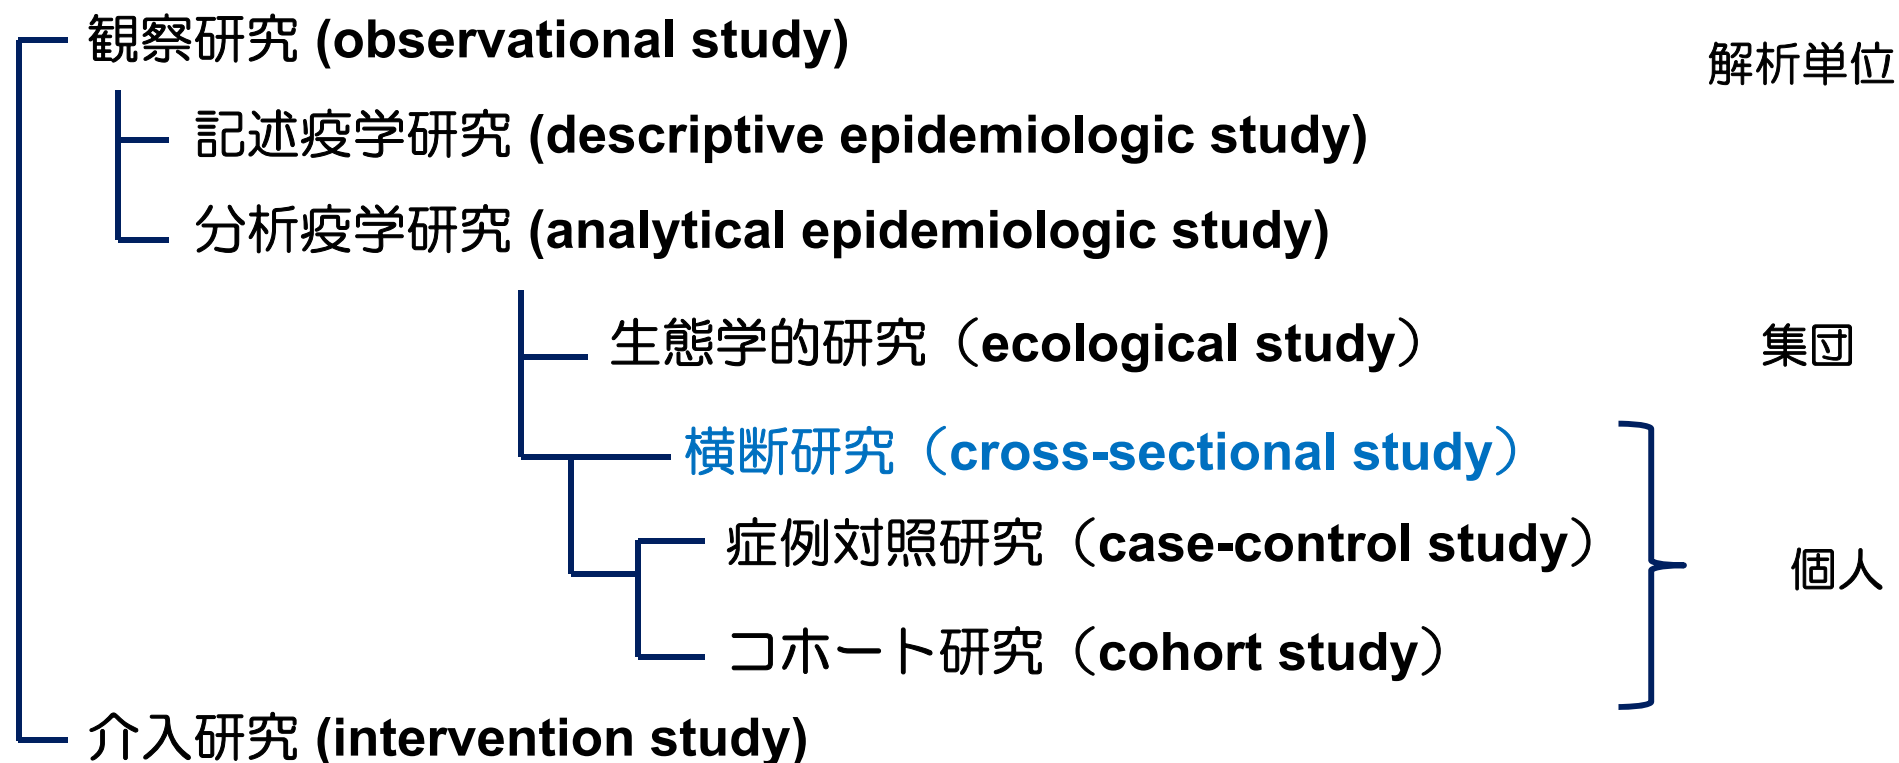 観察研究 (observational study)
解析単位
記述疫学研究 (descriptive epidemiologic study)
分析疫学研究 (analytical epidemiologic study)
生態学的研究（ecological study）
集団
横断研究（cross-sectional study）
症例対照研究（case-control study）
個人
コホート研究（cohort study）
介入研究 (intervention study)